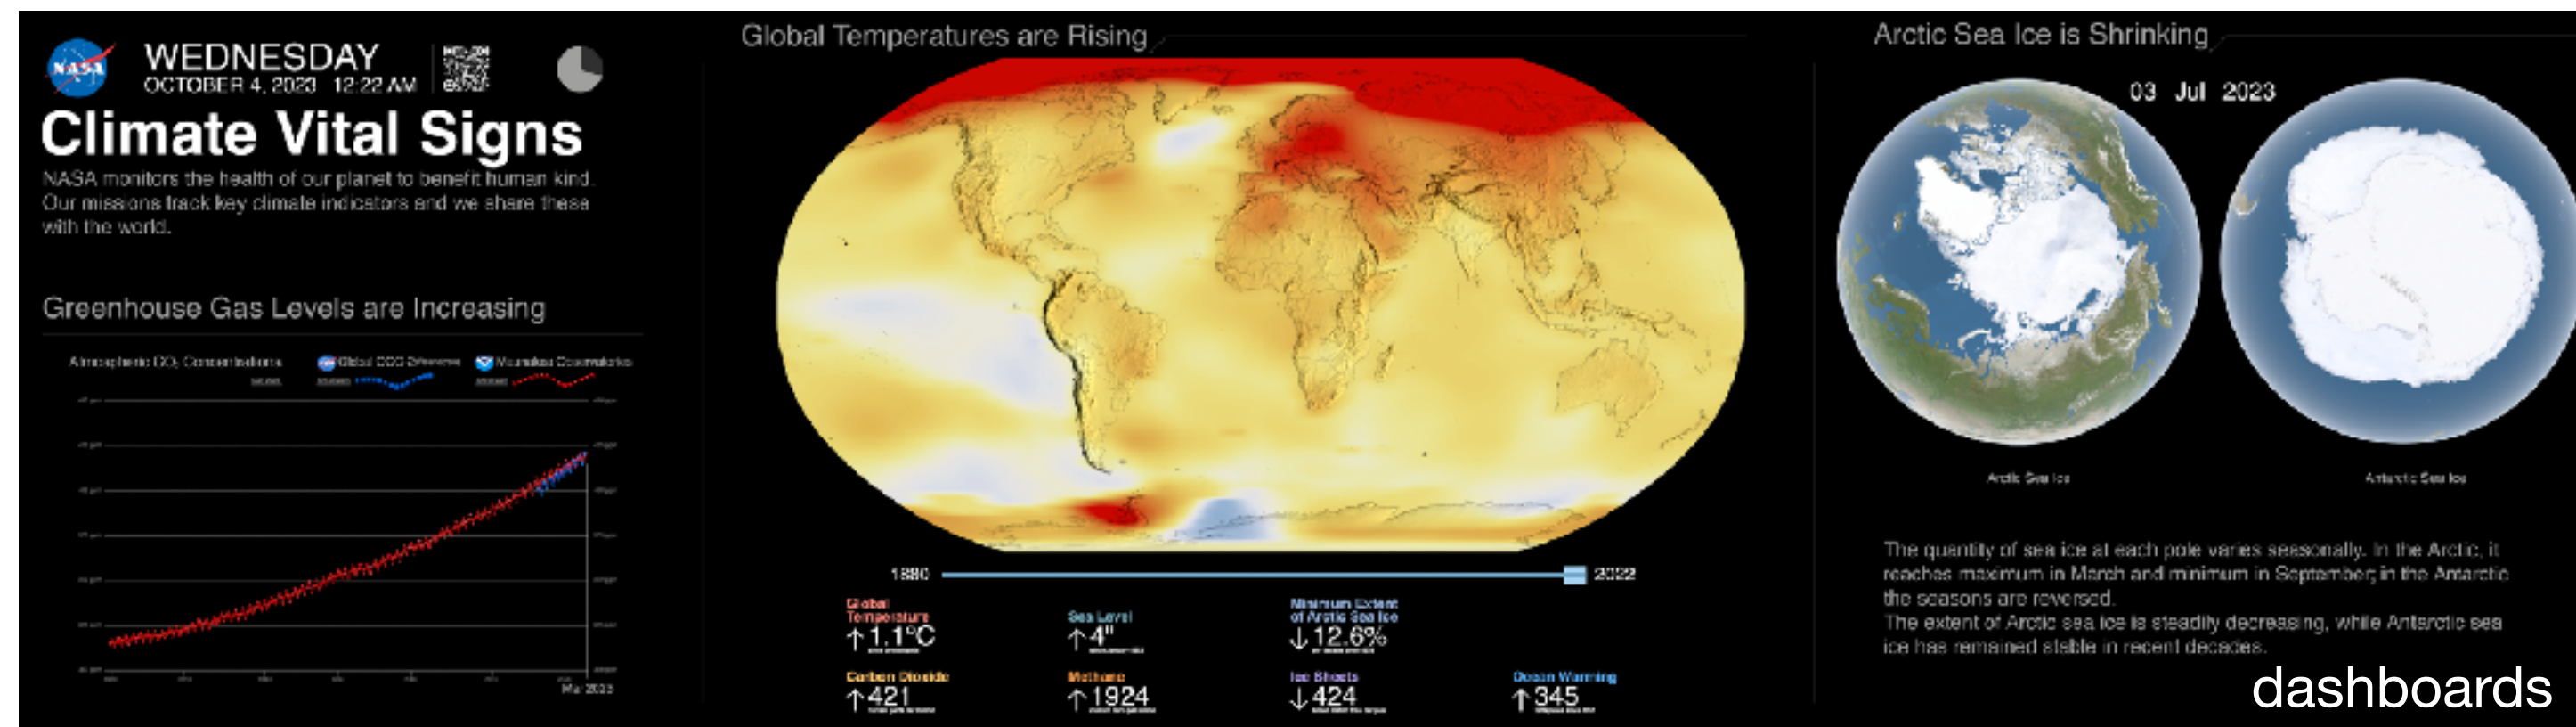 NASA
WEDNESDAY
OCTOBER 4, 2023 12:22 AM
Climate Vital Signs
NASA monitors the health of our planet to benefit human kind.
Our missions track key climate indicators and we share these
with the world.
Greenhouse Gas Levels are Increasing
Atmospheric CO₂ Concentrations
Mar 2023
Global Temperatures are Rising
1880
2022
Global
Temperature
↑ 1.1°C
Sea Level
↑ 4"
Minimum Extent
of Arctic Sea Ice
↓ 12.6%
Carbon Dioxide
↑ 421
Methane
↑ 1924
Ice Sheets
↓ 424
Ocean Warming
↑ 345
Arctic Sea Ice is Shrinking
03 Jul 2023
Arctic Sea Ice
Antarctic Sea Ice
The quantity of sea ice at each pole varies seasonally. In the Arctic, it
reaches maximum in March and minimum in September; in the Antarctic
the seasons are reversed.
The extent of Arctic sea ice is steadily decreasing, while Antarctic sea
ice has remained stable in recent decades.
dashboards